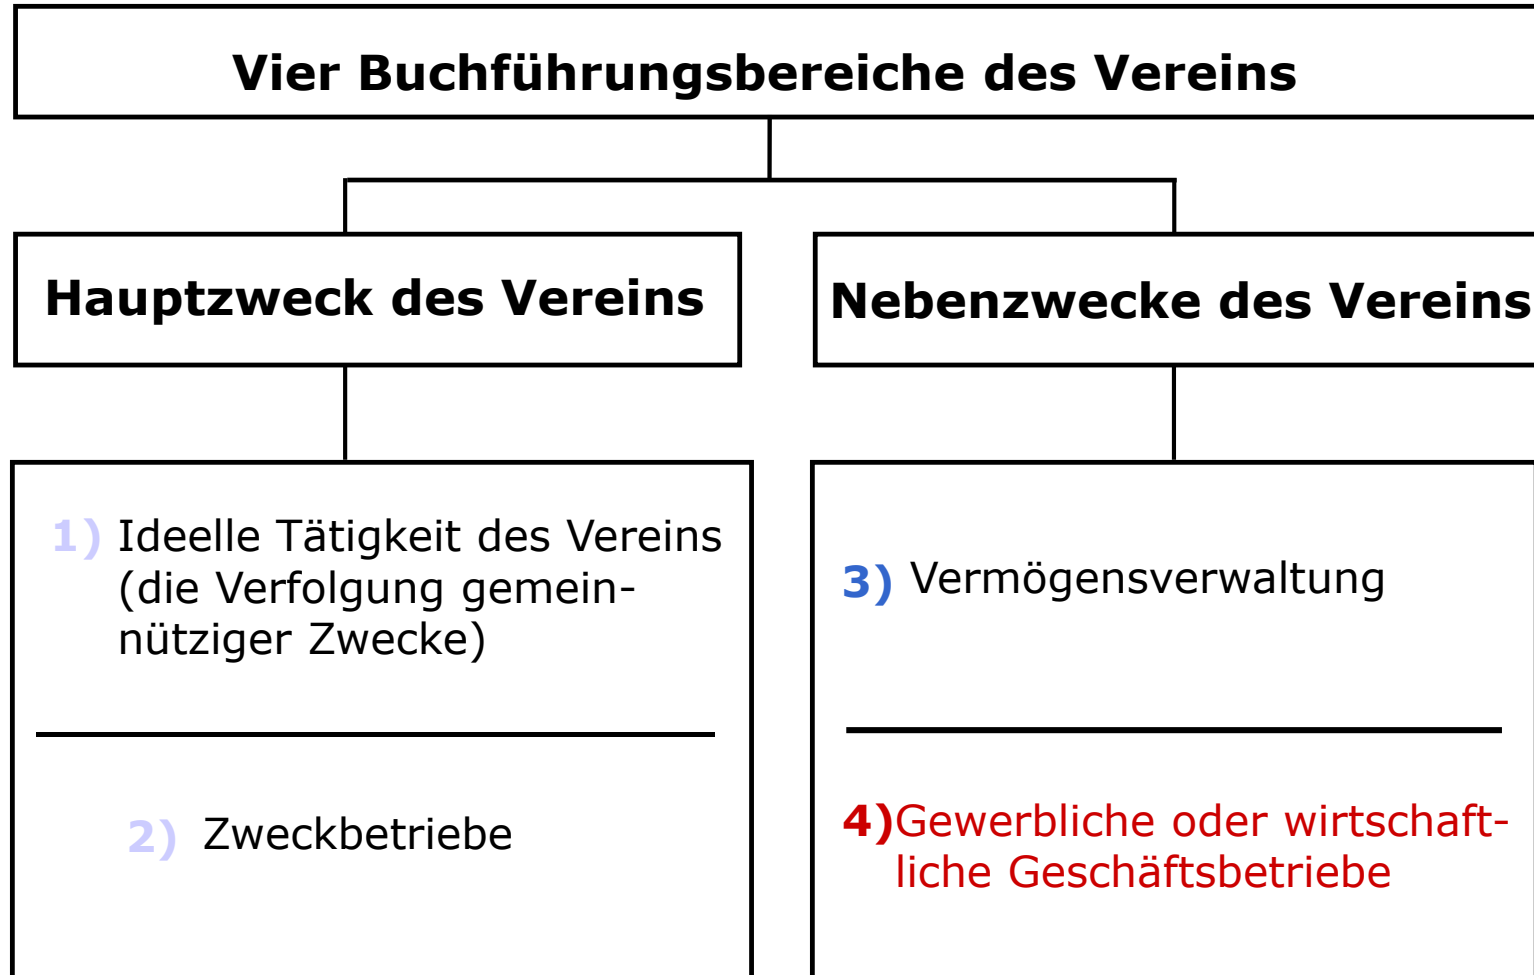 Vier Buchführungsbereiche des Vereins
Hauptzweck des Vereins
Nebenzwecke des Vereins
1) Ideelle Tätigkeit des Vereins
(die Verfolgung gemein-
nütziger Zwecke)
2) Zweckbetriebe
3) Vermögensverwaltung
4)Gewerbliche oder wirtschaft-
liche Geschäftsbetriebe